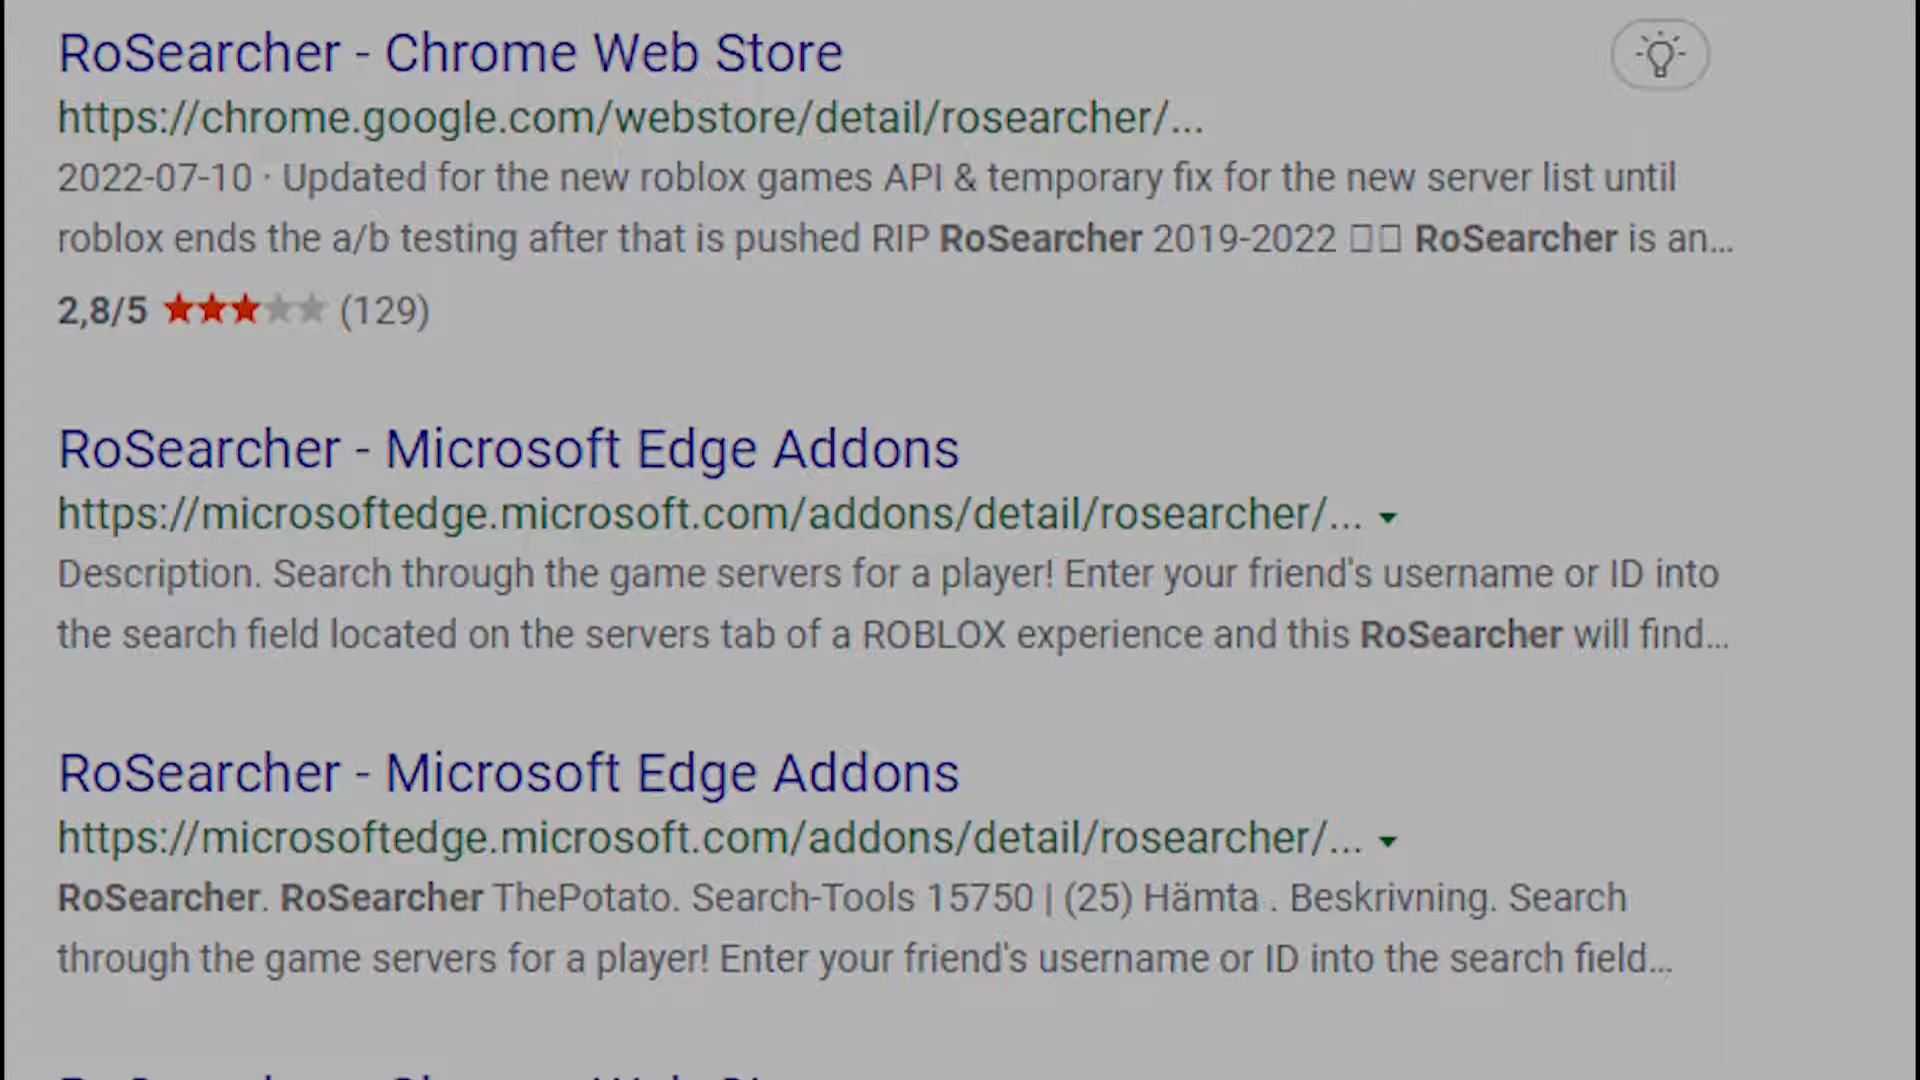 RoSearcher - Chrome Web Store
https://chrome.google.com/webstore/detail/rosearcher/...
2022-07-10 · Updated for the new roblox games API & temporary fix for the new server list until
roblox ends the a/b testing after that is pushed RIP RoSearcher 2019-2022 □□ RoSearcher is an...
2,8/5 ★★★★★ (129)
RoSearcher - Microsoft Edge Addons
https://microsoftedge.microsoft.com/addons/detail/rosearcher/...
Description. Search through the game servers for a player! Enter your friend's username or ID into
the search field located on the servers tab of a ROBLOX experience and this RoSearcher will find...
RoSearcher - Microsoft Edge Addons
https://microsoftedge.microsoft.com/addons/detail/rosearcher/...
RoSearcher. RoSearcher ThePotato. Search-Tools 15750 | (25) Hämta . Beskrivning. Search
through the game servers for a player! Enter your friend's username or ID into the search field...